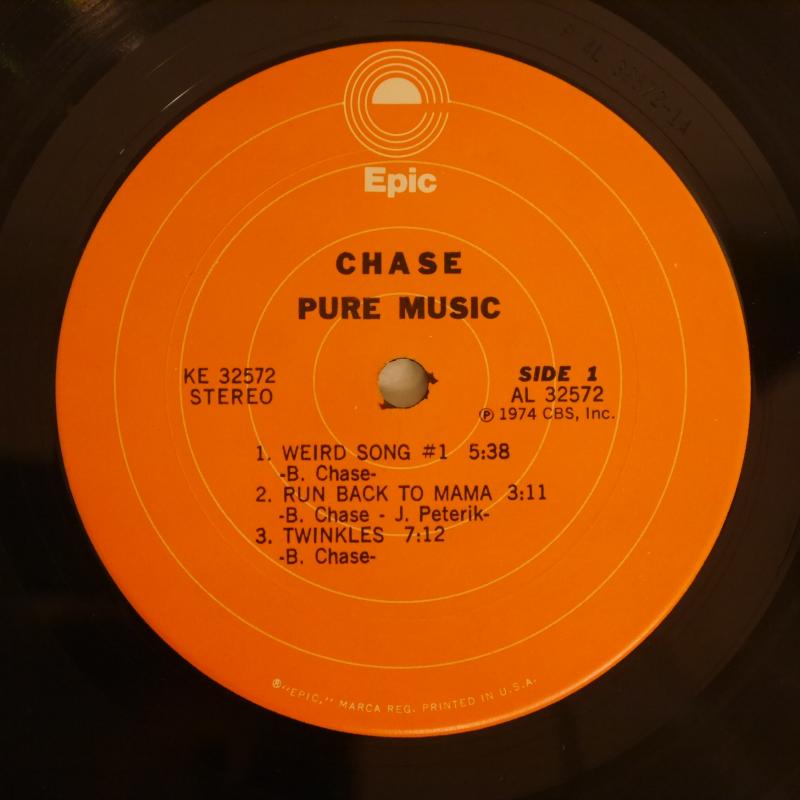 Epic
CHASE
PURE MUSIC
KE 32572
STEREO
SIDE 1
AL 32572
Ⓟ 1974 CBS, Inc.
1. WEIRD SONG #1 5:38
-B. Chase-
2. RUN BACK TO MAMA 3:11
-B. Chase - J. Peterik-
3. TWINKLES 7:12
-B. Chase-
®"EPIC," MARCA REG. PRINTED IN U.S.A.